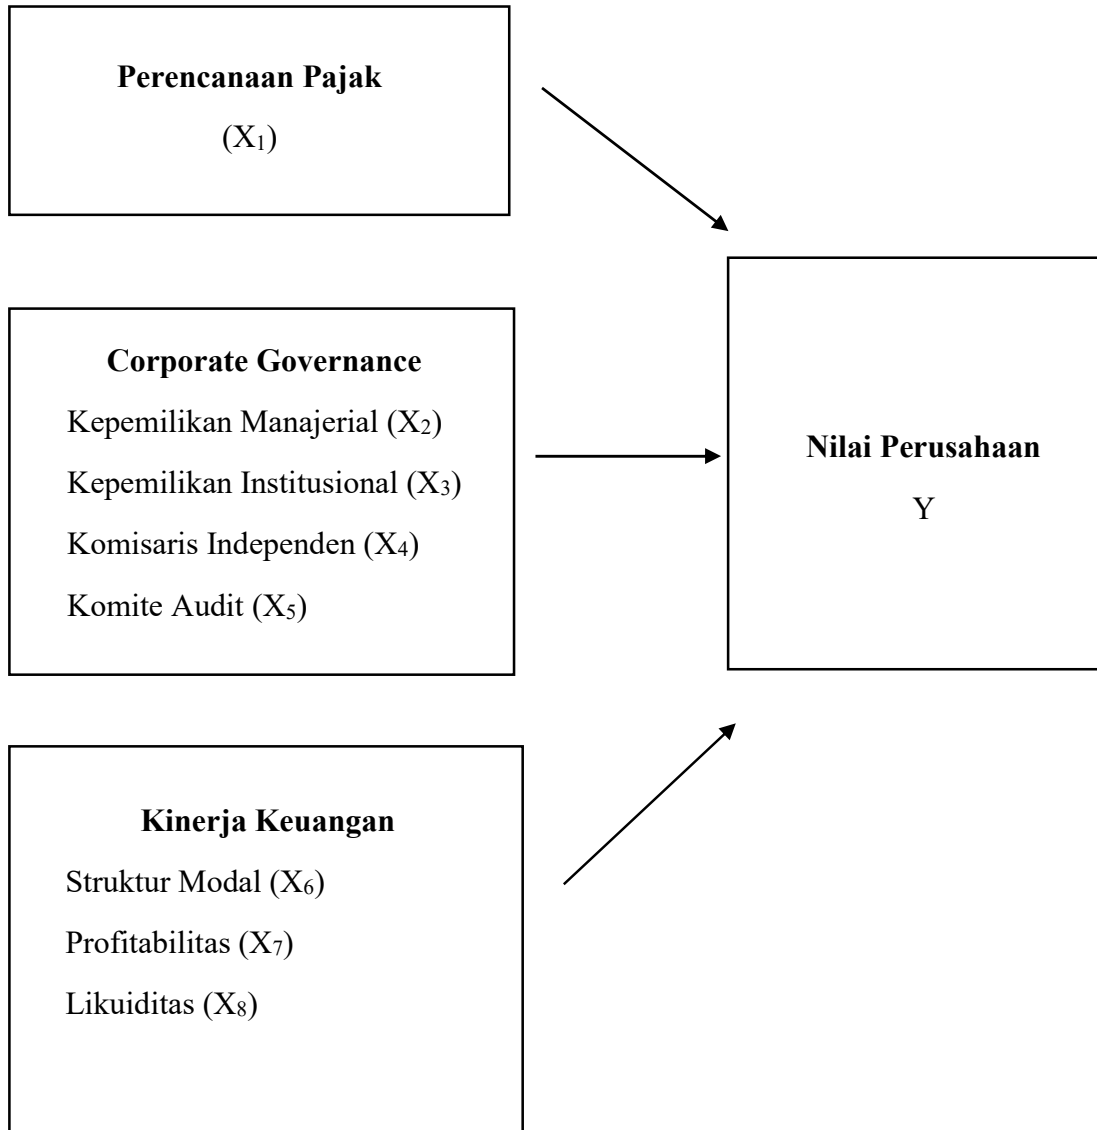 Perencanaan Pajak
(X₁)
Corporate Governance
Kepemilikan Manajerial (X₂)
Kepemilikan Institusional (X₃)
Komisaris Independen (X₄)
Komite Audit (X₅)
Nilai Perusahaan
Y
Kinerja Keuangan
Struktur Modal (X₆)
Profitabilitas (X₇)
Likuiditas (X₈)